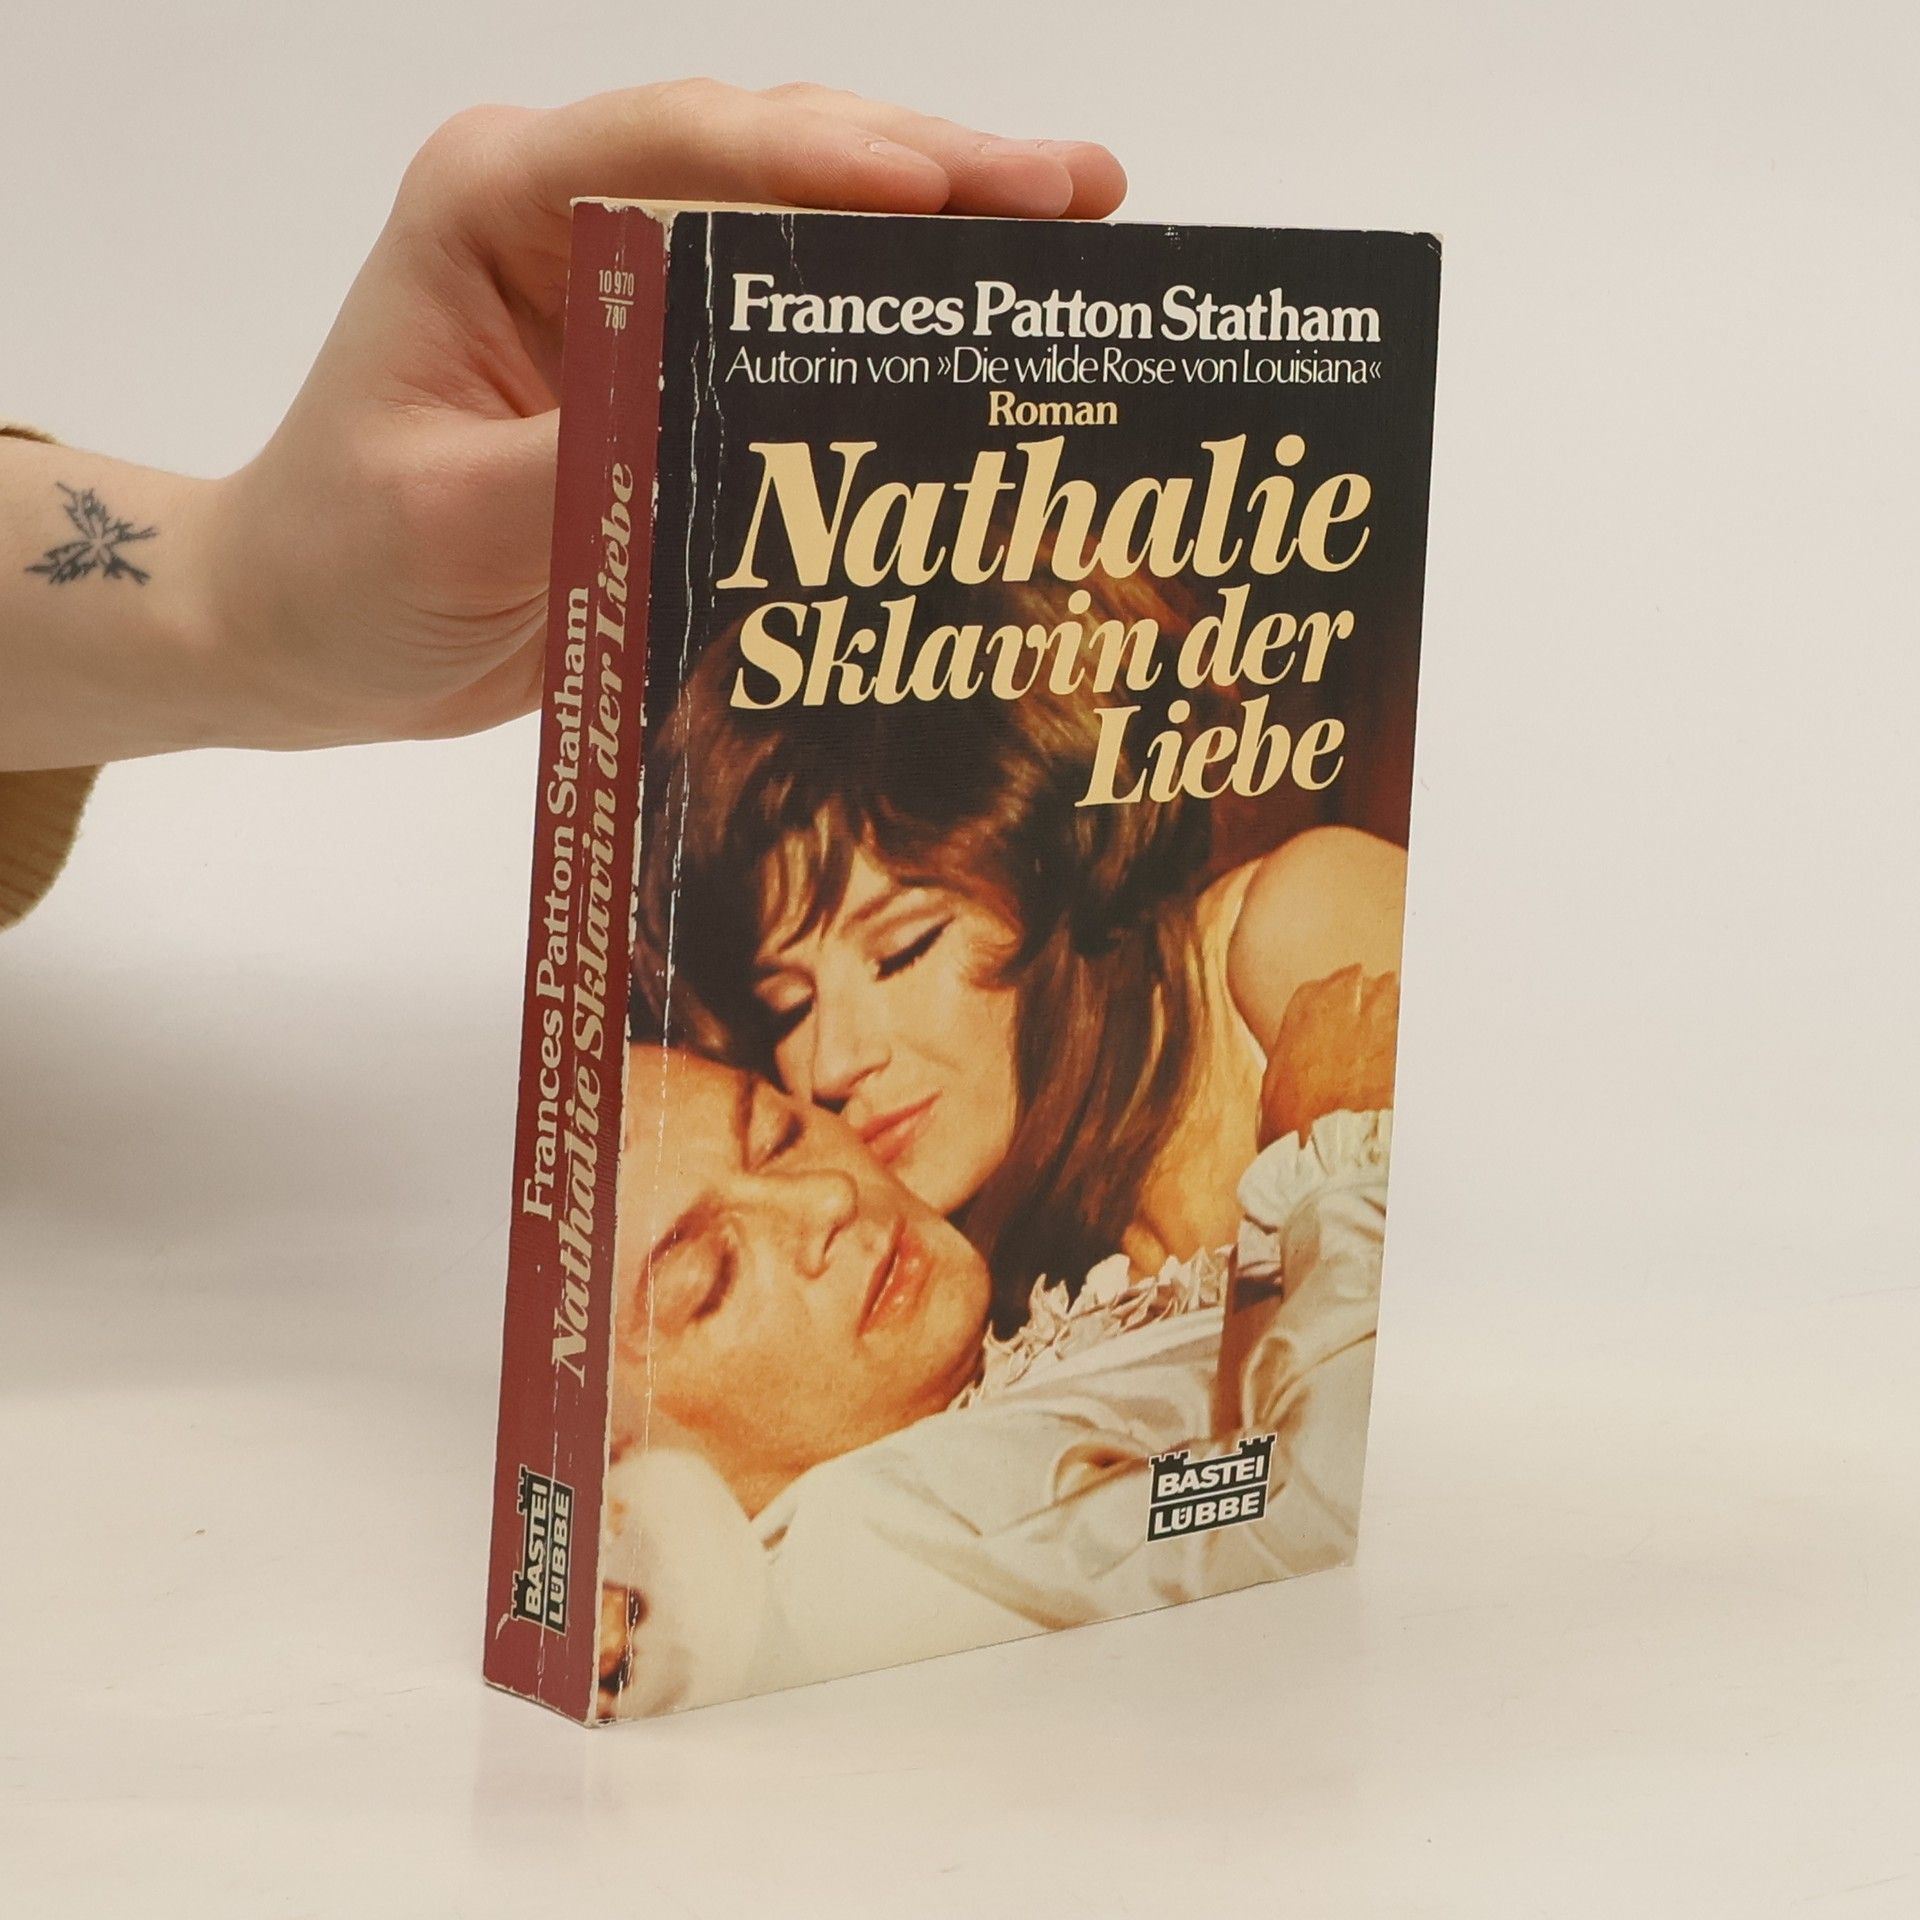 Frances Patton Statham
Autorin von »Die wilde Rose von Louisiana«
Roman
Nathalie
Sklavin der
Liebe
BASTEI
LÜBBE
10 970
780
Frances Patton Statham
Nathalie Sklavin der Liebe
BASTEI
LÜBBE